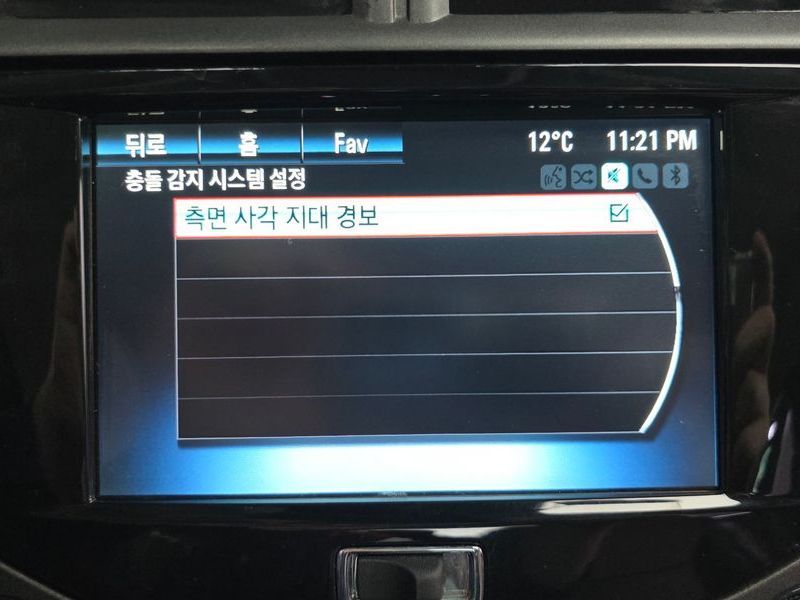 뒤로 홈 Fav 12°C 11:21 PM
충돌 감지 시스템 설정
측면 사각 지대 경보